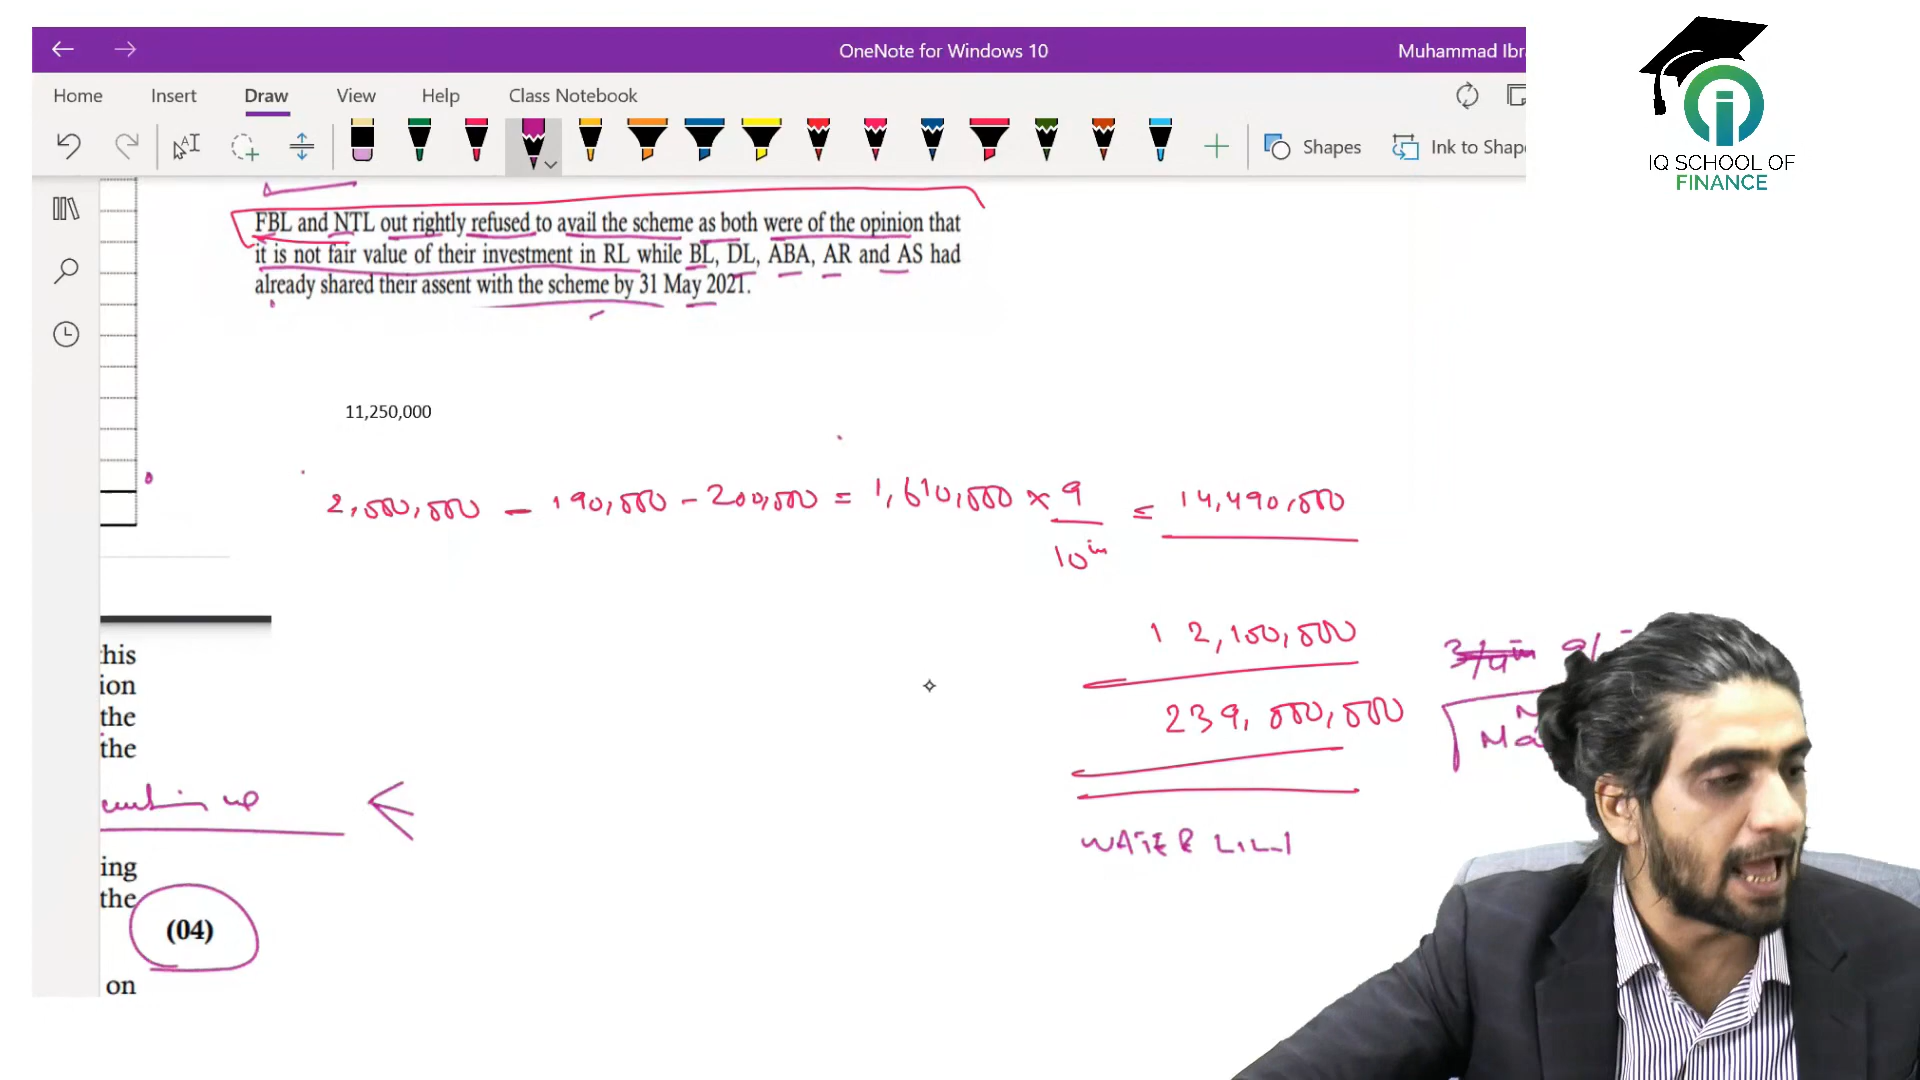 OneNote for Windows 10
Muhammad Ibr
Home Insert Draw View Help Class Notebook
Shapes Ink to Shap
IQ SCHOOL OF
FINANCE
FBL and NTL out rightly refused to avail the scheme as both were of the opinion that
it is not fair value of their investment in RL while BL, DL, ABA, AR and AS had
already shared their assent with the scheme by 31 May 2021.
11,250,000
2,000,000 – 190,000 – 200,000 = 1,610,000 × 9 = 14,490,000
10
12,100,000
3/4
239,000,000
WATER
his
ion
the
the
ing
the
(04)
on